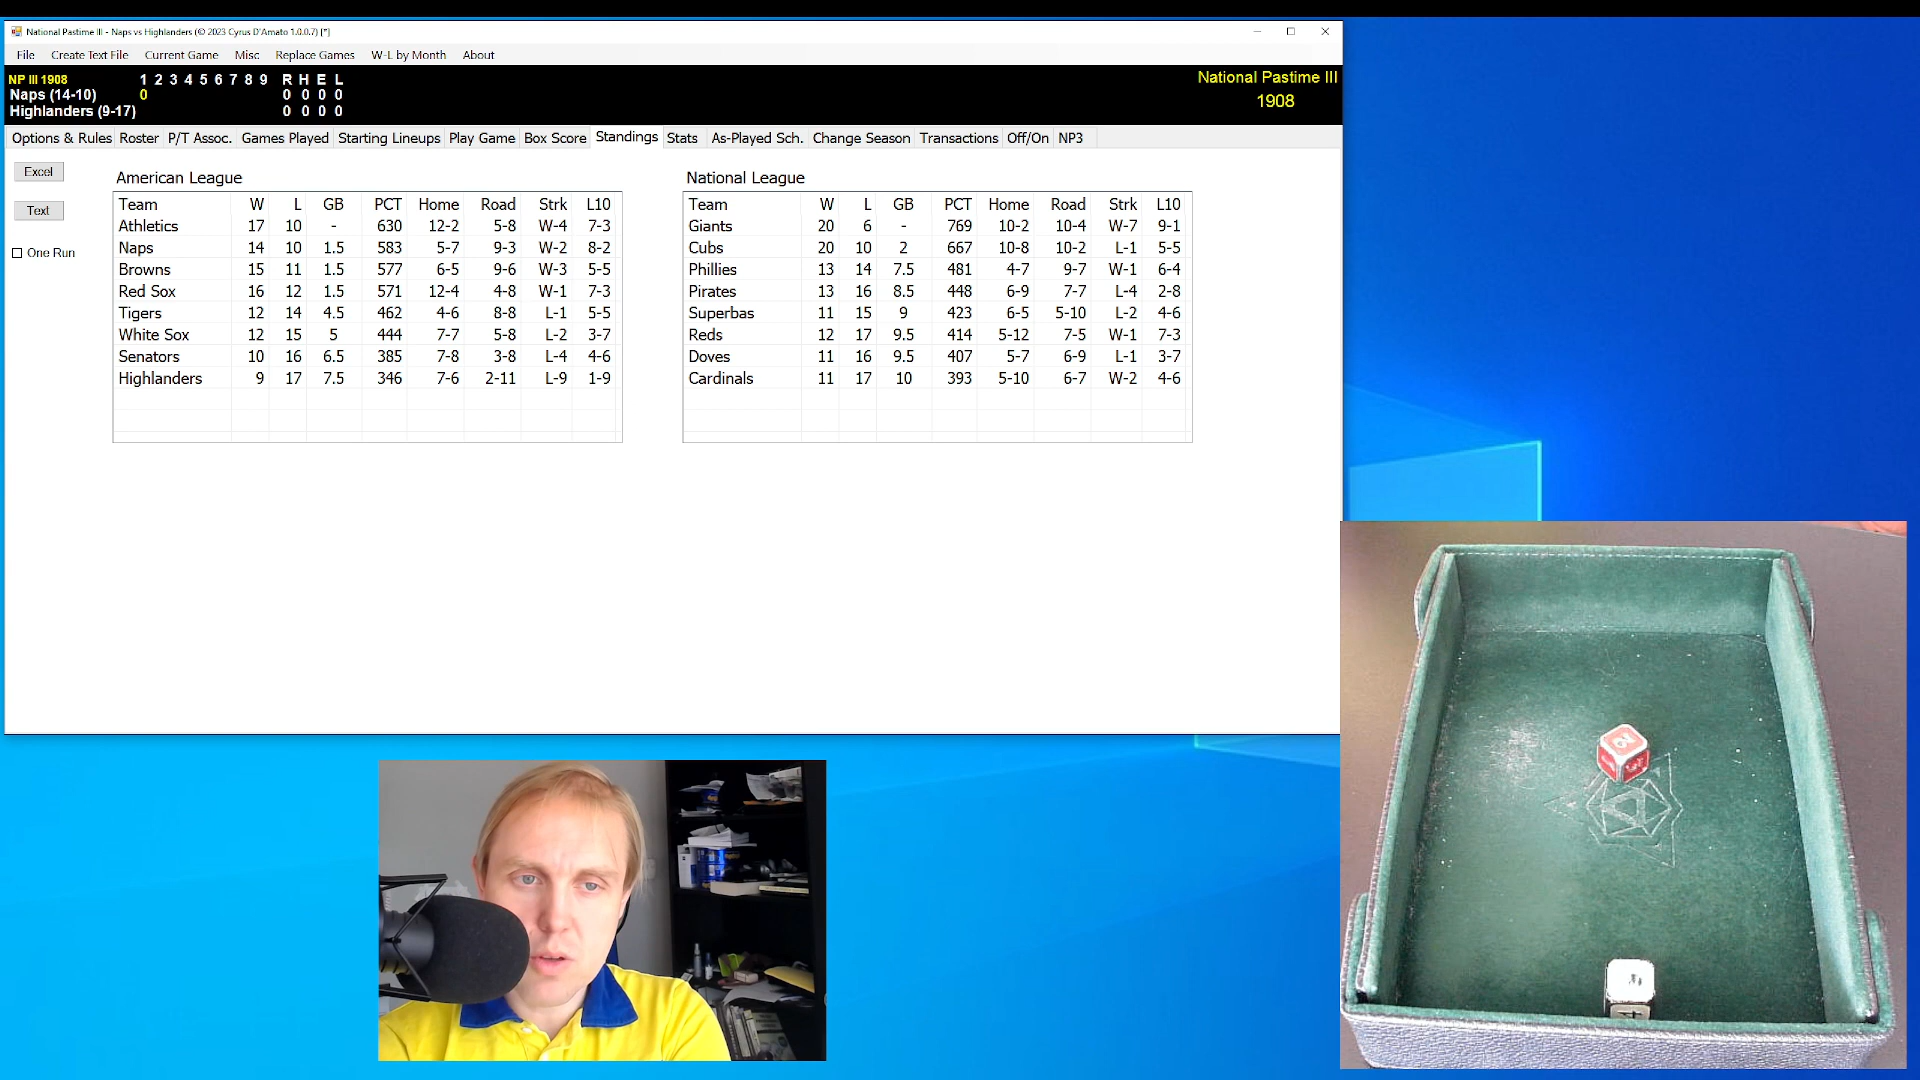 National Pastime III - Naps vs Highlanders (© 2023 Cyrus D'Amato 1.0.0.7) [*]
File Create Text File Current Game Misc Replace Games W-L by Month About
NP III 1908 1 2 3 4 5 6 7 8 9 R H E L
Naps (14-10) 0 0 0 0 0
Highlanders (9-17) 0 0 0 0
National Pastime III
1908
Options & Rules Roster P/T Assoc. Games Played Starting Lineups Play Game Box Score Standings Stats As-Played Sch. Change Season Transactions Off/On NP3
Excel
Text
One Run
American League
Team W L GB PCT Home Road Strk L10
Athletics 17 10 - 630 12-2 5-8 W-4 7-3
Naps 14 10 1.5 583 5-7 9-3 W-2 8-2
Browns 15 11 1.5 577 6-5 9-6 W-3 5-5
Red Sox 16 12 1.5 571 12-4 4-8 W-1 7-3
Tigers 12 14 4.5 462 4-6 8-8 L-1 5-5
White Sox 12 15 5 444 7-7 5-8 L-2 3-7
Senators 10 16 6.5 385 7-8 3-8 L-4 4-6
Highlanders 9 17 7.5 346 7-6 2-11 L-9 1-9
National League
Team W L GB PCT Home Road Strk L10
Giants 20 6 - 769 10-2 10-4 W-7 9-1
Cubs 20 10 2 667 10-8 10-2 L-1 5-5
Phillies 13 14 7.5 481 4-7 9-7 W-1 6-4
Pirates 13 16 8.5 448 6-9 7-7 L-4 2-8
Superbas 11 15 9 423 6-5 5-10 L-2 4-6
Reds 12 17 9.5 414 5-12 7-5 W-1 7-3
Doves 11 16 9.5 407 5-7 6-9 L-1 3-7
Cardinals 11 17 10 393 5-10 6-7 W-2 4-6
4